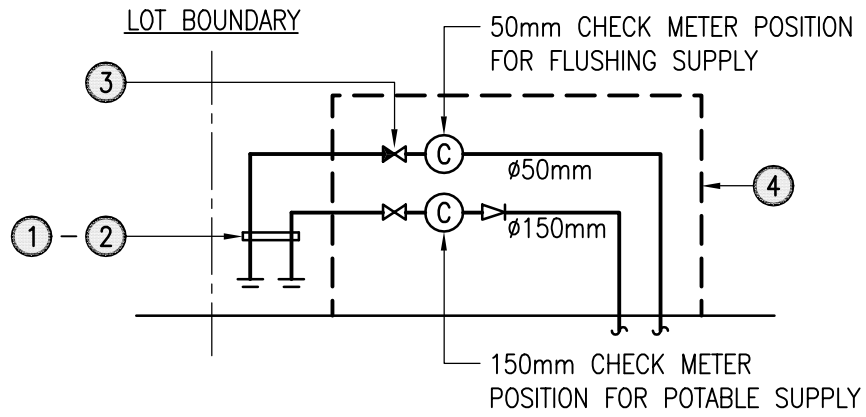 LOT BOUNDARY
50mm CHECK METER POSITION
FOR FLUSHING SUPPLY
3
C
ø50mm
4
1 - 2
C
ø150mm
150mm CHECK METER
POSITION FOR POTABLE SUPPLY